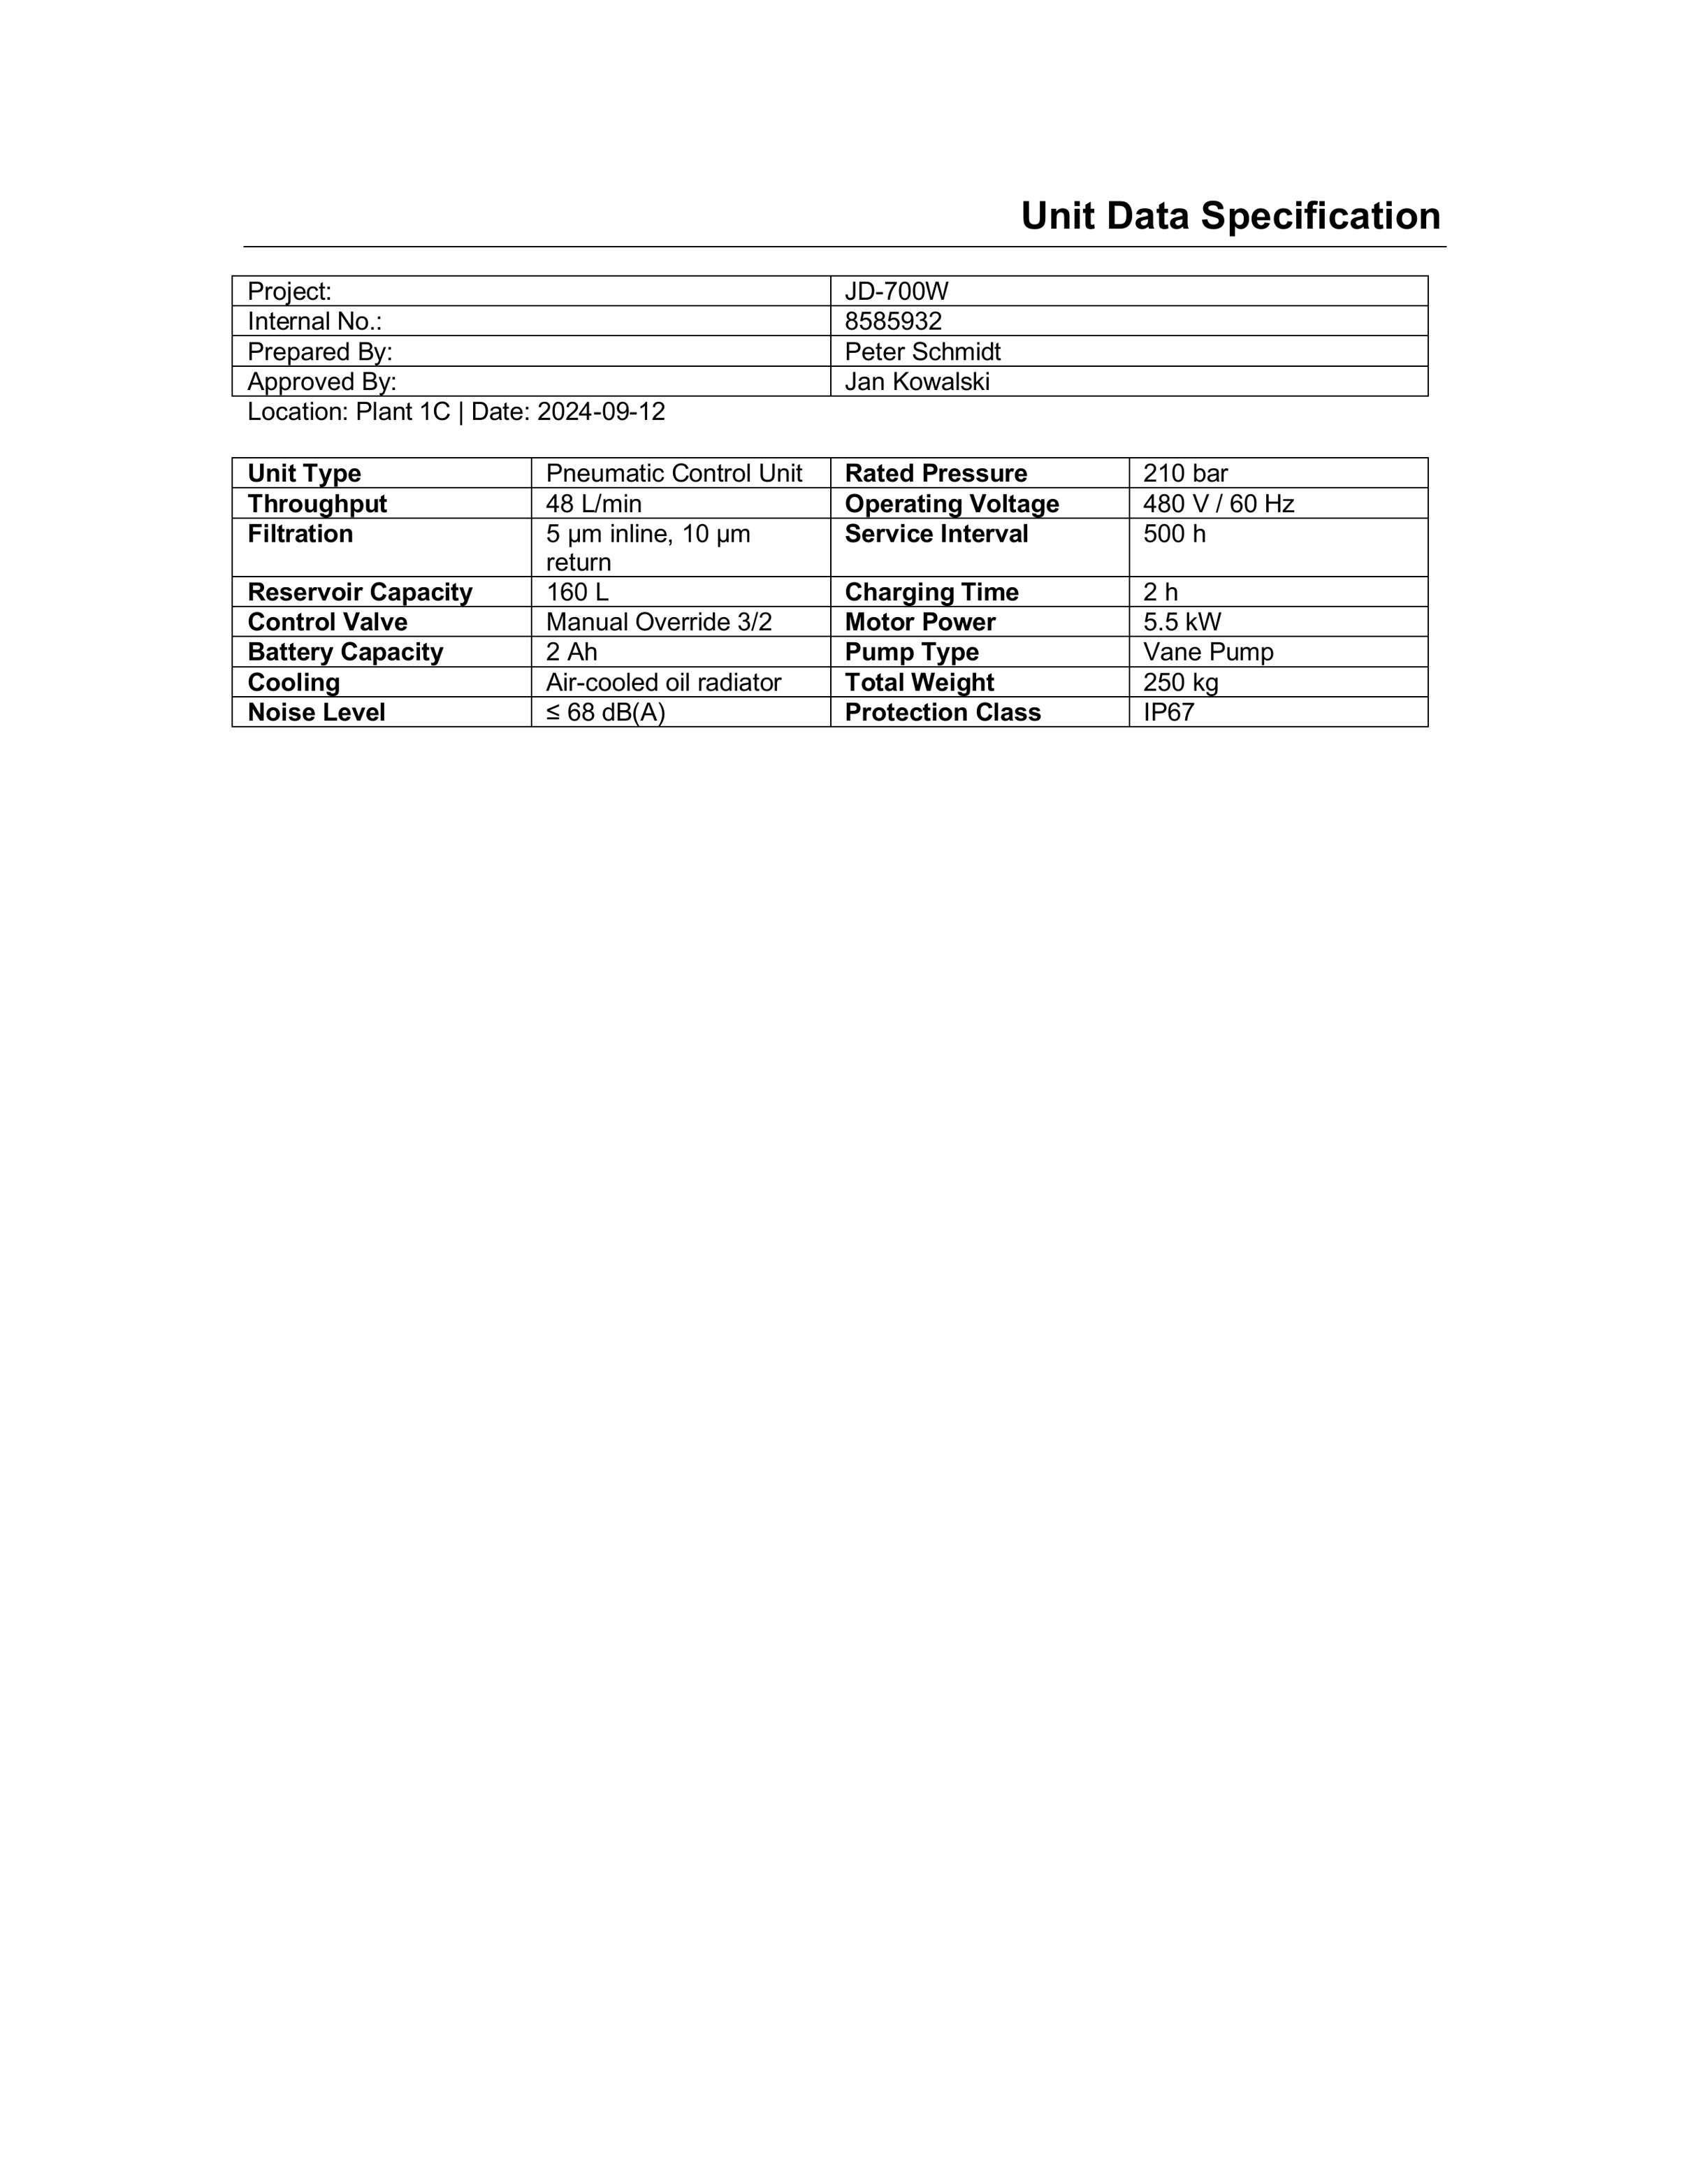 Unit Data Specification
Project: JD-700W
Internal No.: 8585932
Prepared By: Peter Schmidt
Approved By: Jan Kowalski
Location: Plant 1C | Date: 2024-09-12
Unit Type Pneumatic Control Unit Rated Pressure 210 bar
Throughput 48 L/min Operating Voltage 480 V / 60 Hz
Filtration 5 µm inline, 10 µm Service Interval 500 h
return
Reservoir Capacity 160 L Charging Time 2 h
Control Valve Manual Override 3/2 Motor Power 5.5 kW
Battery Capacity 2 Ah Pump Type Vane Pump
Cooling Air-cooled oil radiator Total Weight 250 kg
Noise Level ≤ 68 dB(A) Protection Class IP67